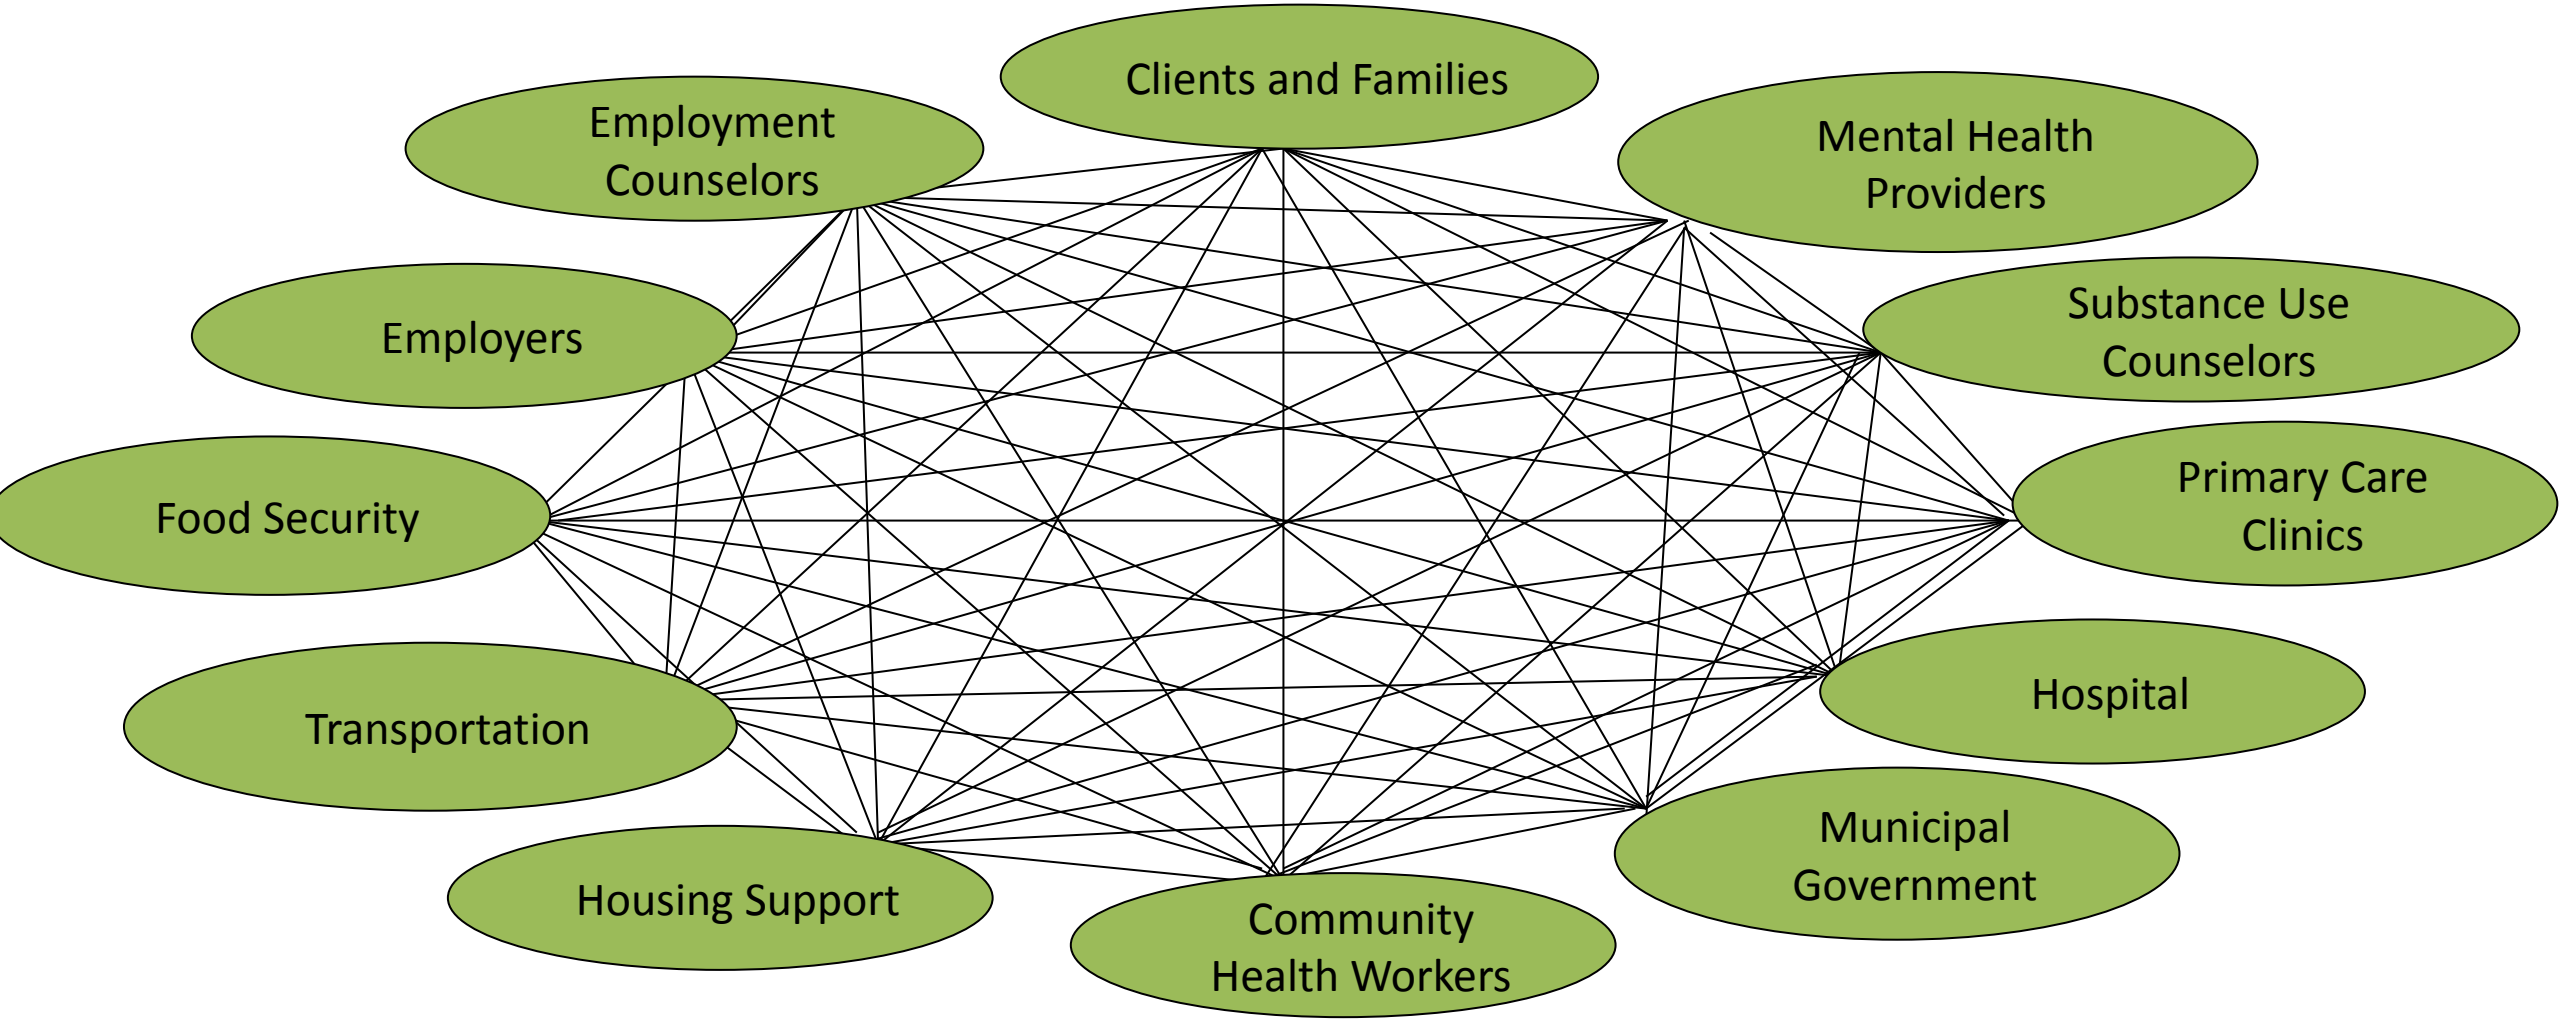 Clients and Families
Employment
Counselors
Mental Health
Providers
Employers
Substance Use
Counselors
Food Security
Primary Care
Clinics
Transportation
Hospital
Housing Support
Municipal
Government
Community
Health Workers